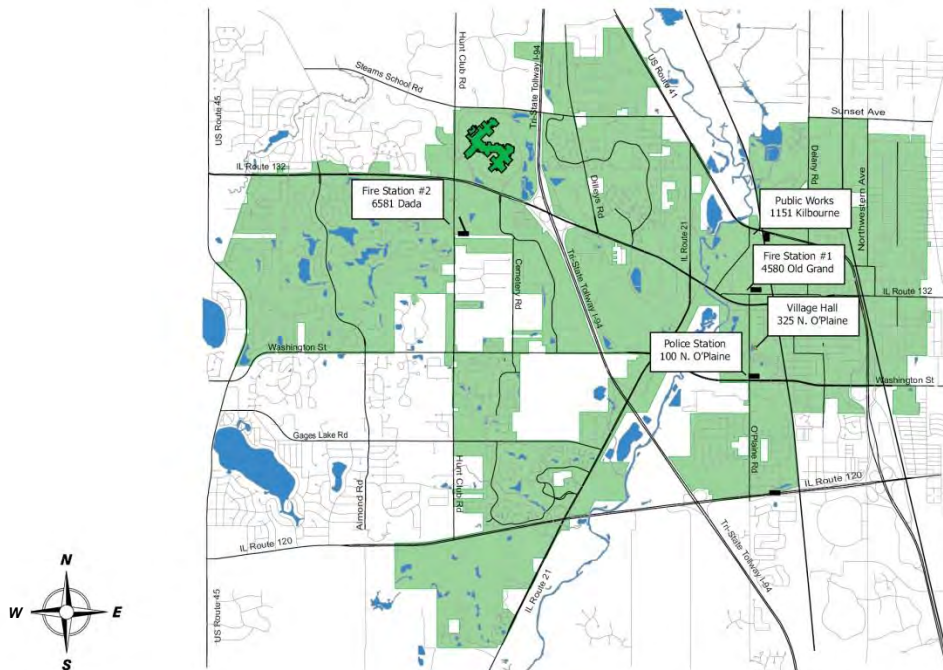 Hunt Club Rd
Tri-State Tollway I-94
US Route 41
Stearns School Rd
US Route 45
Sunset Ave
Delany Rd
Northwestern Ave
IL Route 132
Fire Station #2
6581 Dada
Dilleys Rd
Public Works
1151 Kilbourne
IL Route 21
Fire Station #1
4580 Old Grand
Cemetery Rd
Tri-State Tollway I-94
IL Route 132
Village Hall
325 N. O'Plaine
Washington St
Police Station
100 N. O'Plaine
Washington St
Gages Lake Rd
O'Plaine Rd
Hunt Club Rd
Almond Rd
IL Route 120
IL Route 120
Tri-State Tollway I-94
IL Route 21
US Route 45
N
W
E
S